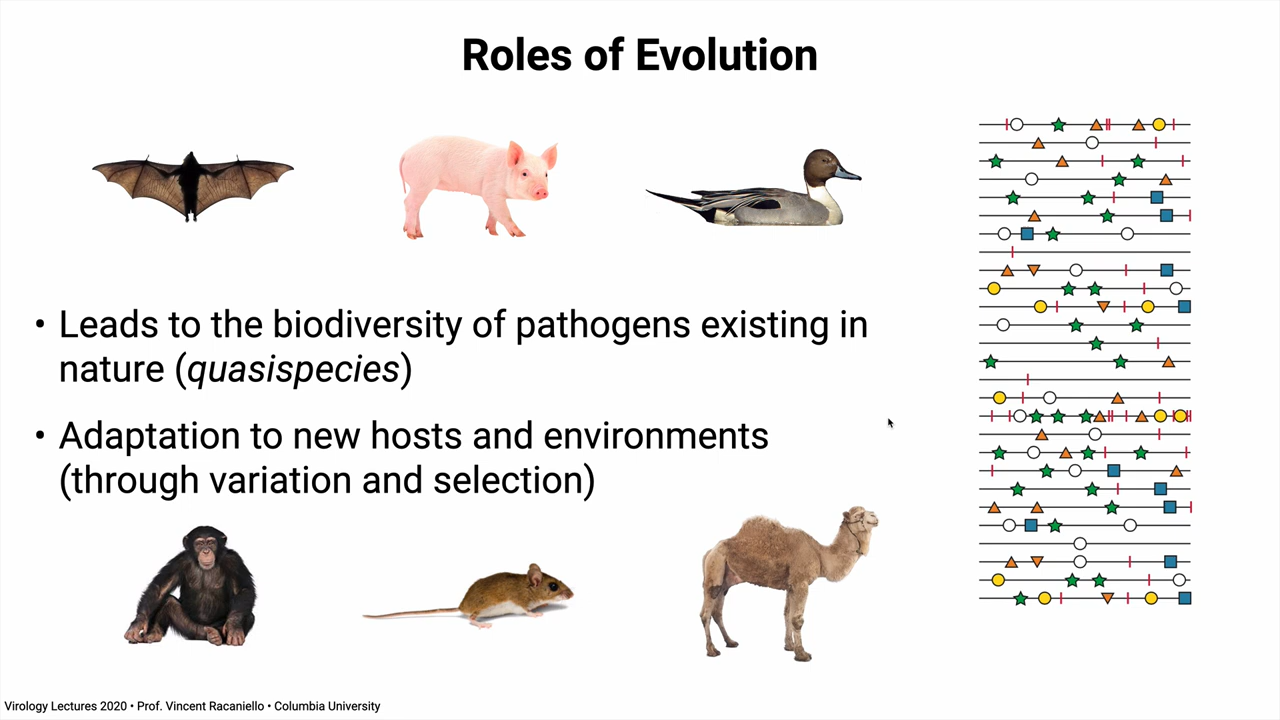 Roles of Evolution
• Leads to the biodiversity of pathogens existing in
nature (quasispecies)
• Adaptation to new hosts and environments
(through variation and selection)
Virology Lectures 2020 • Prof. Vincent Racaniello • Columbia University